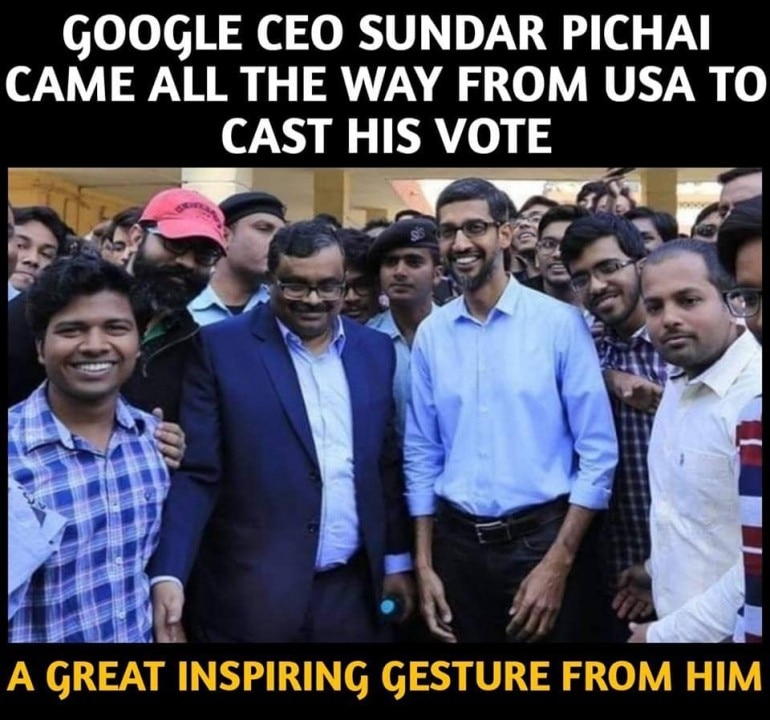 GOOGLE CEO SUNDAR PICHAI
CAME ALL THE WAY FROM USA TO
CAST HIS VOTE
A GREAT INSPIRING GESTURE FROM HIM